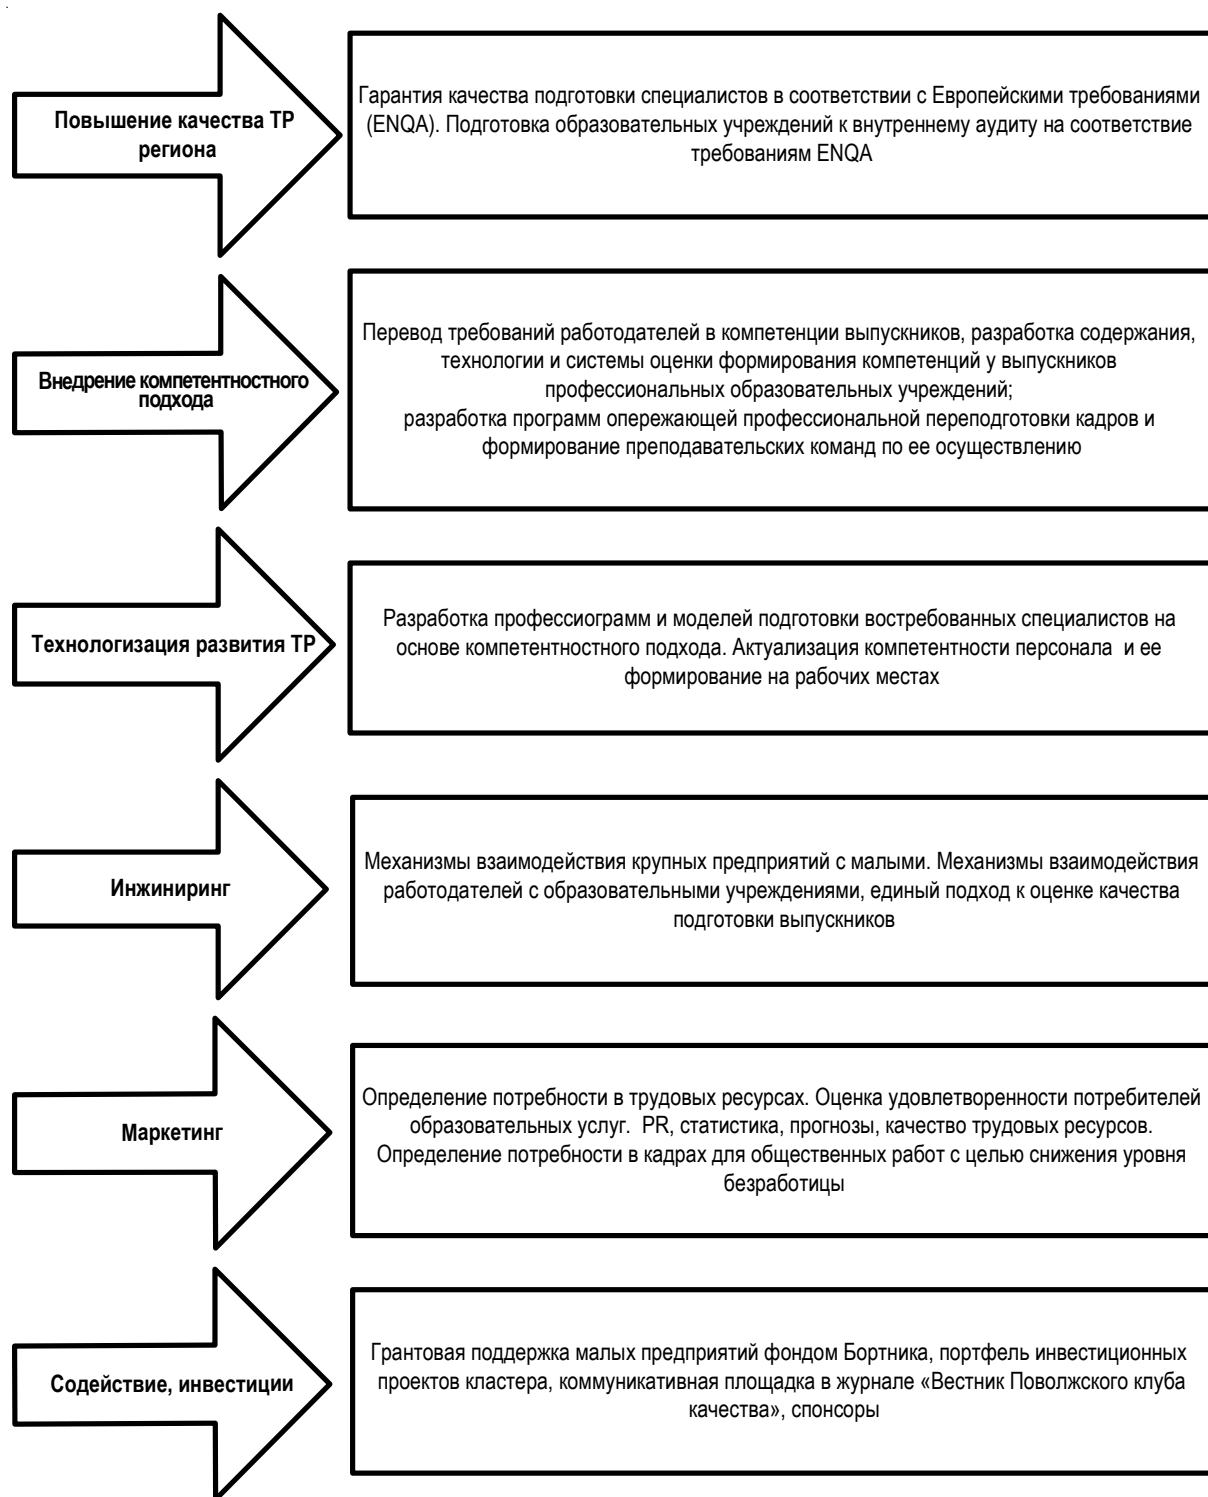 Повышение качества ТР
региона
Гарантия качества подготовки специалистов в соответствии с Европейскими требованиями
(ENQA). Подготовка образовательных учреждений к внутреннему аудиту на соответствие
требованиям ENQA
Внедрение компетентностного
подхода
Перевод требований работодателей в компетенции выпускников, разработка содержания,
технологии и системы оценки формирования компетенций у выпускников
профессиональных образовательных учреждений;
разработка программ опережающей профессиональной переподготовки кадров и
формирование преподавательских команд по ее осуществлению
Технологизация развития ТР
Разработка профессиограмм и моделей подготовки востребованных специалистов на
основе компетентностного подхода. Актуализация компетентности персонала и ее
формирование на рабочих местах
Инжиниринг
Механизмы взаимодействия крупных предприятий с малыми. Механизмы взаимодействия
работодателей с образовательными учреждениями, единый подход к оценке качества
подготовки выпускников
Маркетинг
Определение потребности в трудовых ресурсах. Оценка удовлетворенности потребителей
образовательных услуг. PR, статистика, прогнозы, качество трудовых ресурсов.
Определение потребности в кадрах для общественных работ с целью снижения уровня
безработицы
Содействие, инвестиции
Грантовая поддержка малых предприятий фондом Бортника, портфель инвестиционных
проектов кластера, коммуникативная площадка в журнале «Вестник Поволжского клуба
качества», спонсоры